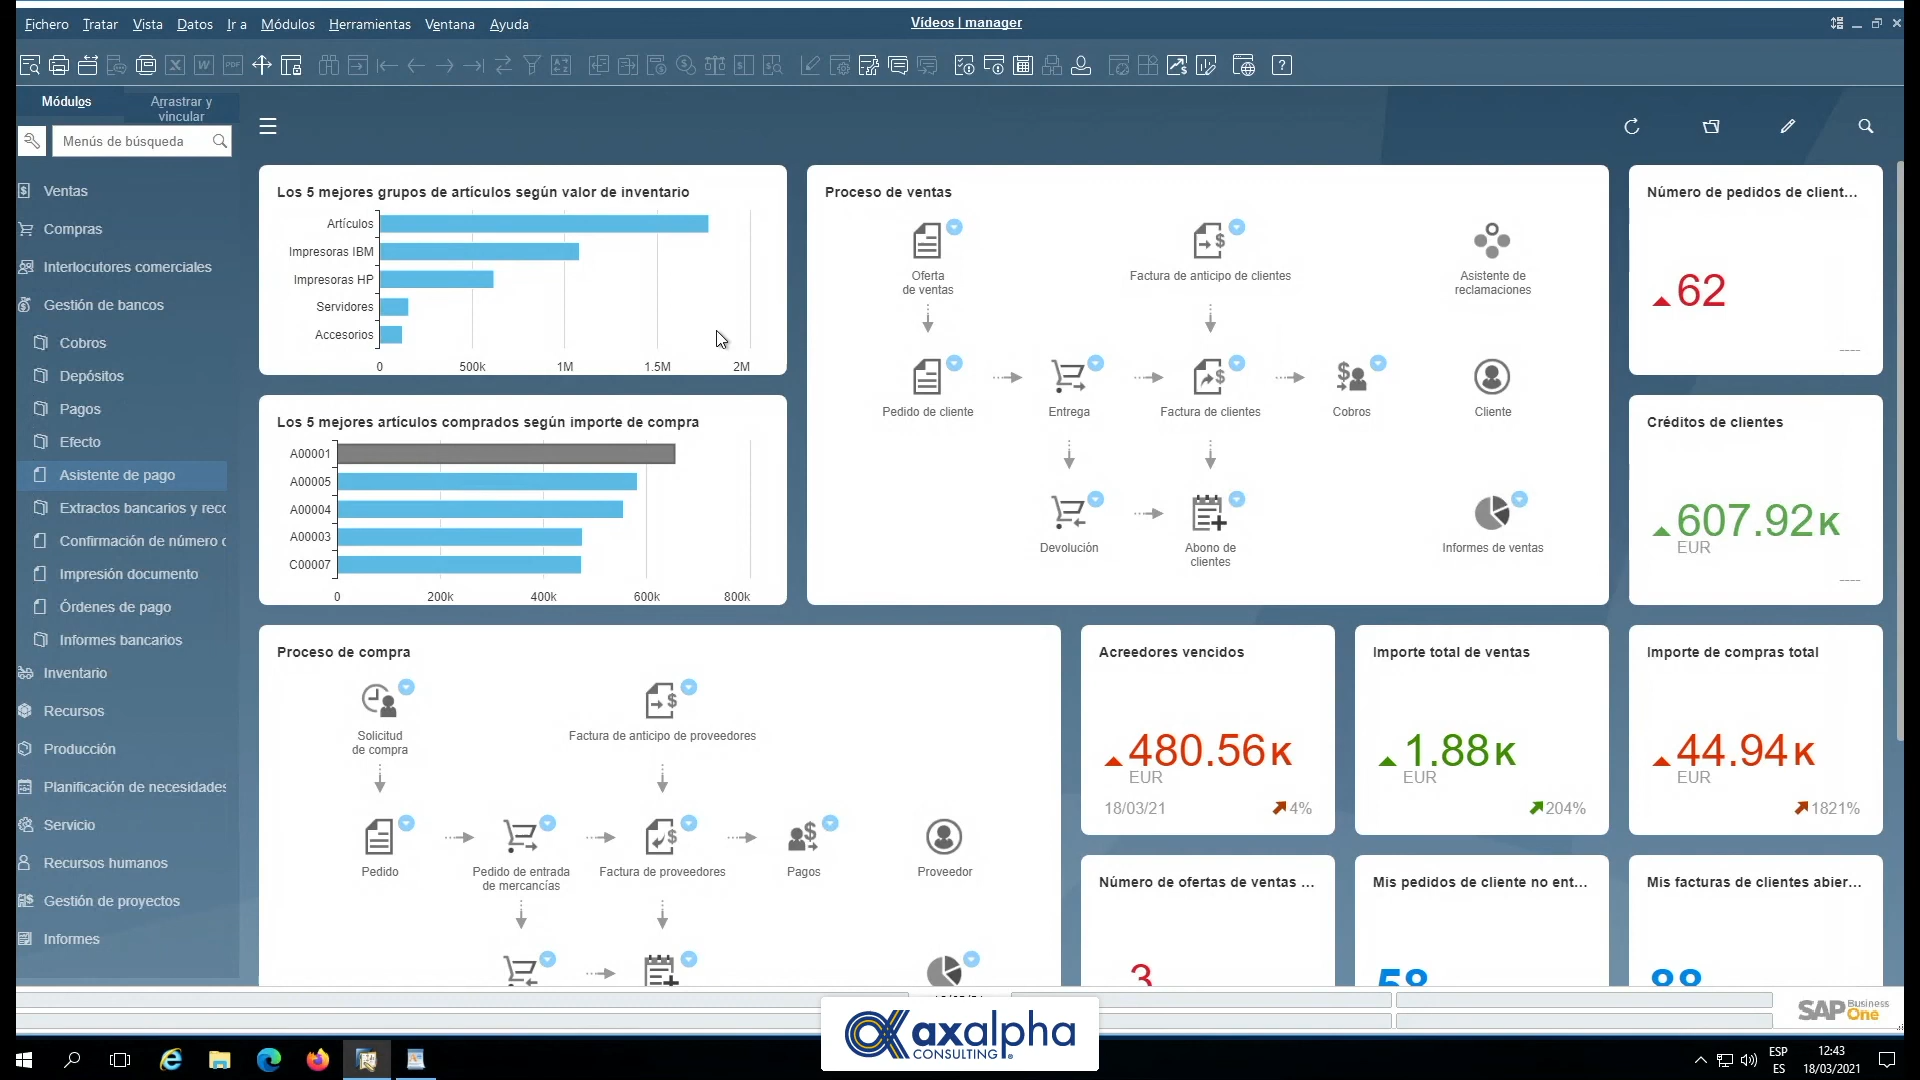 Fichero Tratar Vista Datos Ir a Módulos Herramientas Ventana Ayuda
Vídeos | manager
Módulos
Arrastrar y
vincular
Menús de búsqueda
Ventas
Compras
Interlocutores comerciales
Gestión de bancos
Cobros
Depósitos
Pagos
Efecto
Asistente de pago
Extractos bancarios y reco
Confirmación de número
Impresión documento
Órdenes de pago
Informes bancarios
Inventario
Recursos
Producción
Planificación de necesidades
Servicio
Recursos humanos
Gestión de proyectos
Informes
Los 5 mejores grupos de artículos según valor de inventario
Artículos
Impresoras IBM
Impresoras HP
Servidores
Accesorios
0 500k 1M 1.5M 2M
Los 5 mejores artículos comprados según importe de compra
A00001
A00005
A00004
A00003
C00007
0 200k 400k 600k 800k
Proceso de ventas
Oferta
de ventas
Factura de anticipo de clientes
Asistente de
reclamaciones
Pedido de cliente
Entrega
Factura de clientes
Cobros
Cliente
Devolución
Abono de
clientes
Informes de ventas
Número de pedidos de client...
62
Créditos de clientes
607.92 K
EUR
Proceso de compra
Solicitud
de compra
Factura de anticipo de proveedores
Pedido
Pedido de entrada
de mercancías
Factura de proveedores
Pagos
Proveedor
Acreedores vencidos
480.56 K
EUR
18/03/21 4%
Importe total de ventas
1.88 K
EUR
204%
Importe de compras total
44.94 K
EUR
1821%
Número de ofertas de ventas ...
3
Mis pedidos de cliente no ent...
58
Mis facturas de clientes abier...
88
SAP Business
One
axalpha
CONSULTING®
ESP
ES
12:43
18/03/2021